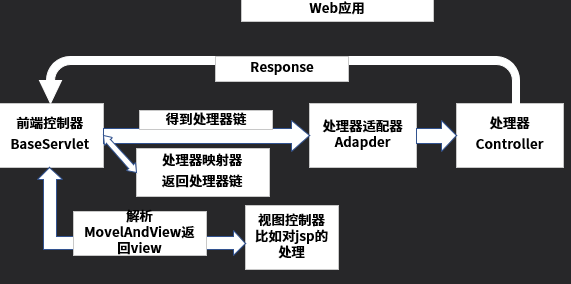 Web应用
Response
前端控制器
BaseServlet
得到处理器链
处理器适配器
Adapder
处理器
Controller
处理器映射器
返回处理器链
解析
MovelAndView返
回view
视图控制器
比如对jsp的
处理